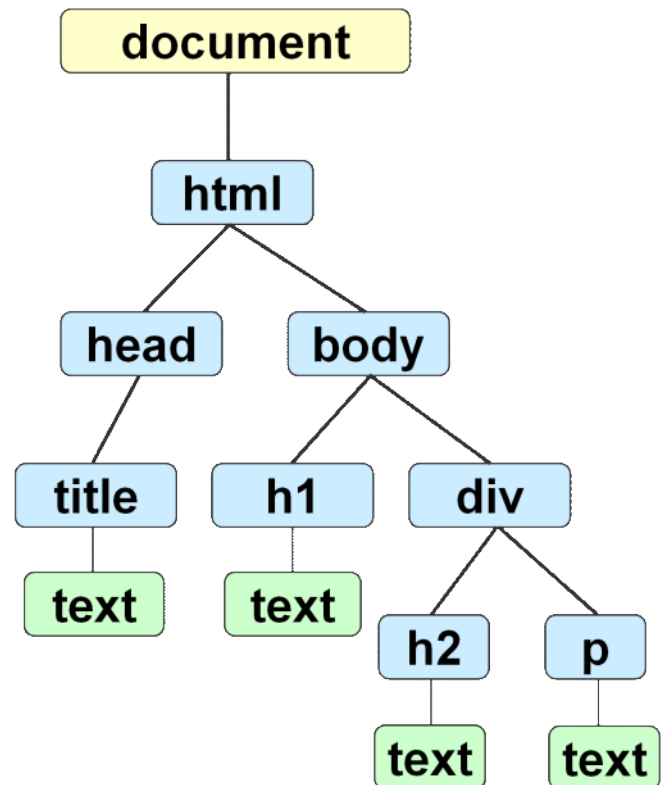 document
html
head body
title h1 div
text text
h2 p
text text